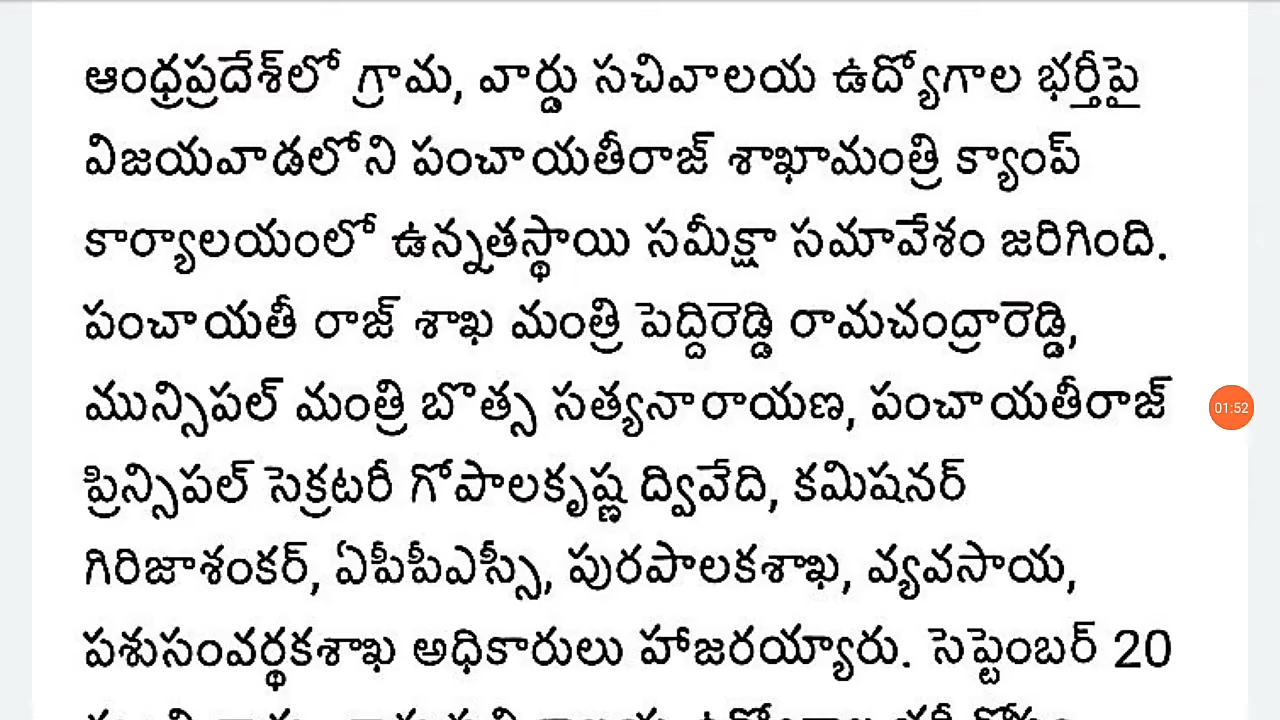 ఆంధ్రప్రదేశ్‌లో గ్రామ, వార్డు సచివాలయ ఉద్యోగాల భర్తీపై
విజయవాడలోని పంచాయతీరాజ్ శాఖామంత్రి క్యాంప్
కార్యాలయంలో ఉన్నతస్థాయి సమీక్షా సమావేశం జరిగింది.
పంచాయతీ రాజ్ శాఖ మంత్రి పెద్దిరెడ్డి రామచంద్రారెడ్డి,
మున్సిపల్ మంత్రి బొత్స సత్యనారాయణ, పంచాయతీరాజ్
01:52
ప్రిన్సిపల్ సెక్రటరీ గోపాలకృష్ణ ద్వివేది, కమిషనర్
గిరిజాశంకర్, ఏపీపీఎస్సీ, పురపాలకశాఖ, వ్యవసాయ,
పశుసంవర్థకశాఖ అధికారులు హాజరయ్యారు. సెప్టెంబర్ 20